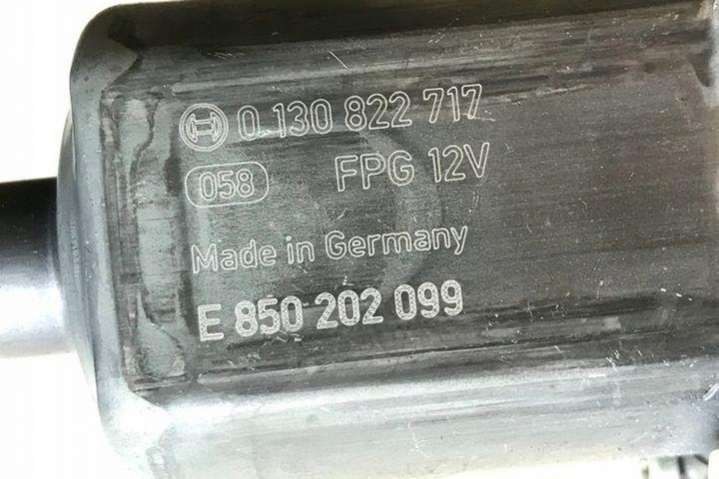 0 130 822 717
058 FPG 12V
Made in Germany
E 850 202 099